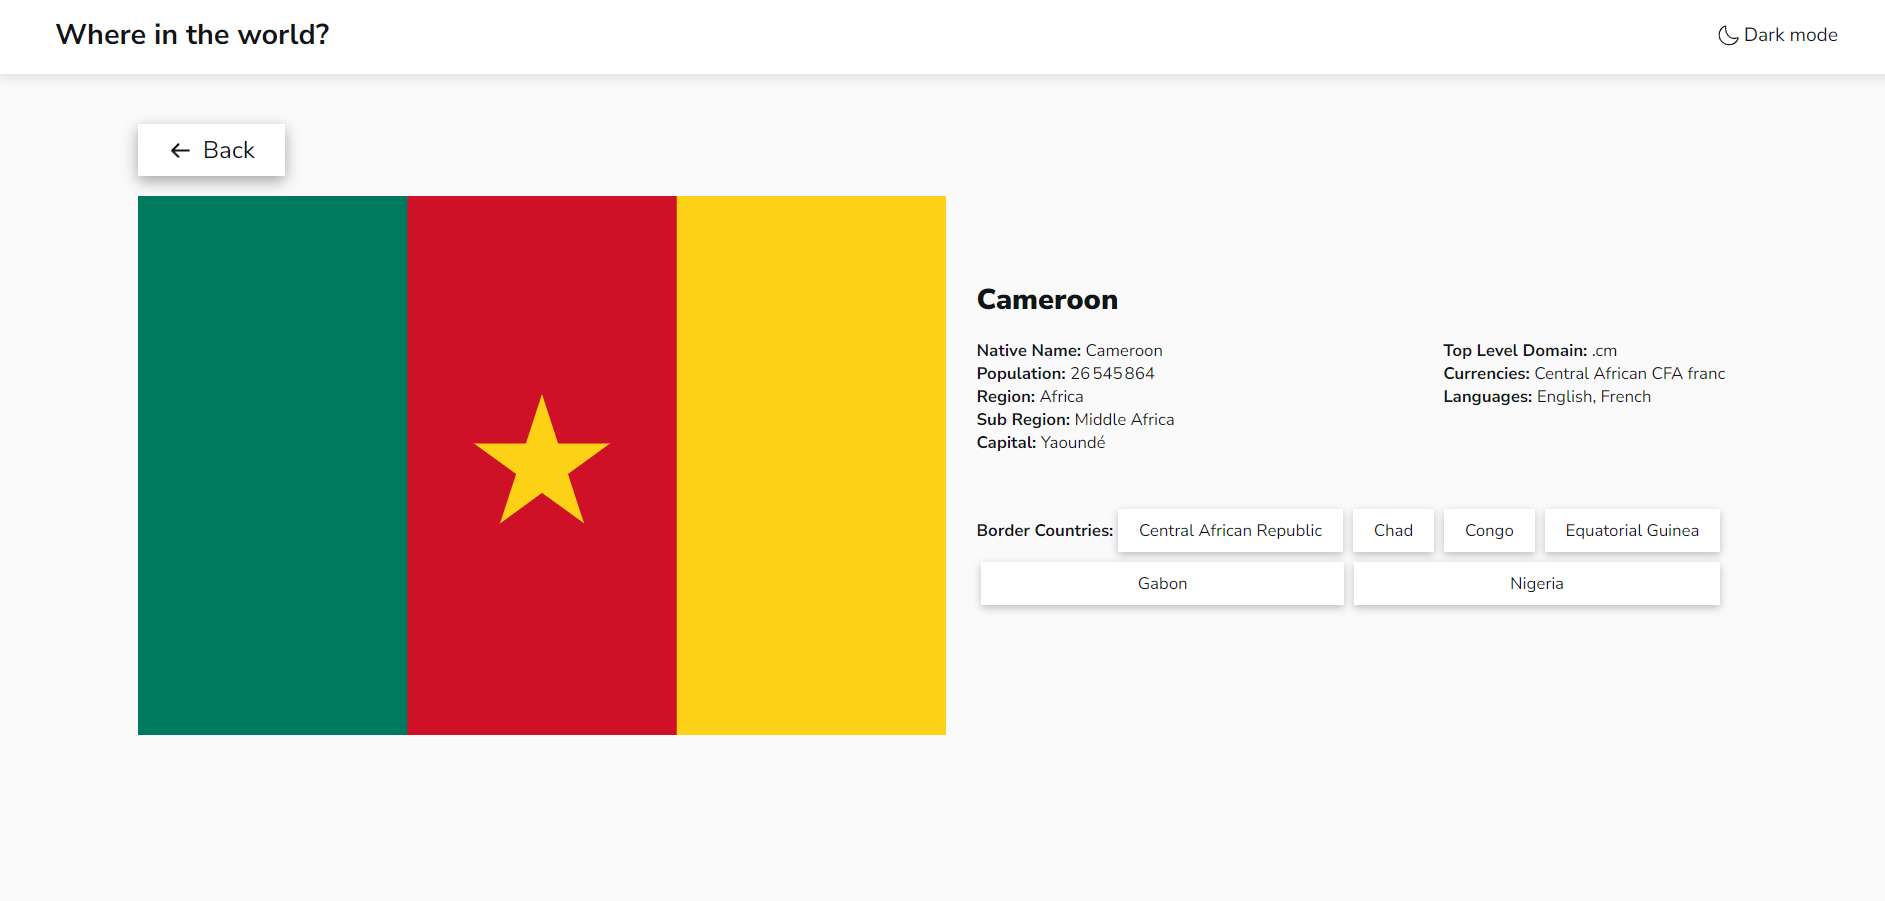 Where in the world?
Dark mode
← Back
Cameroon
Native Name: Cameroon
Population: 26 545 864
Region: Africa
Sub Region: Middle Africa
Capital: Yaoundé
Top Level Domain: .cm
Currencies: Central African CFA franc
Languages: English, French
Border Countries: Central African Republic Chad Congo Equatorial Guinea
Gabon Nigeria